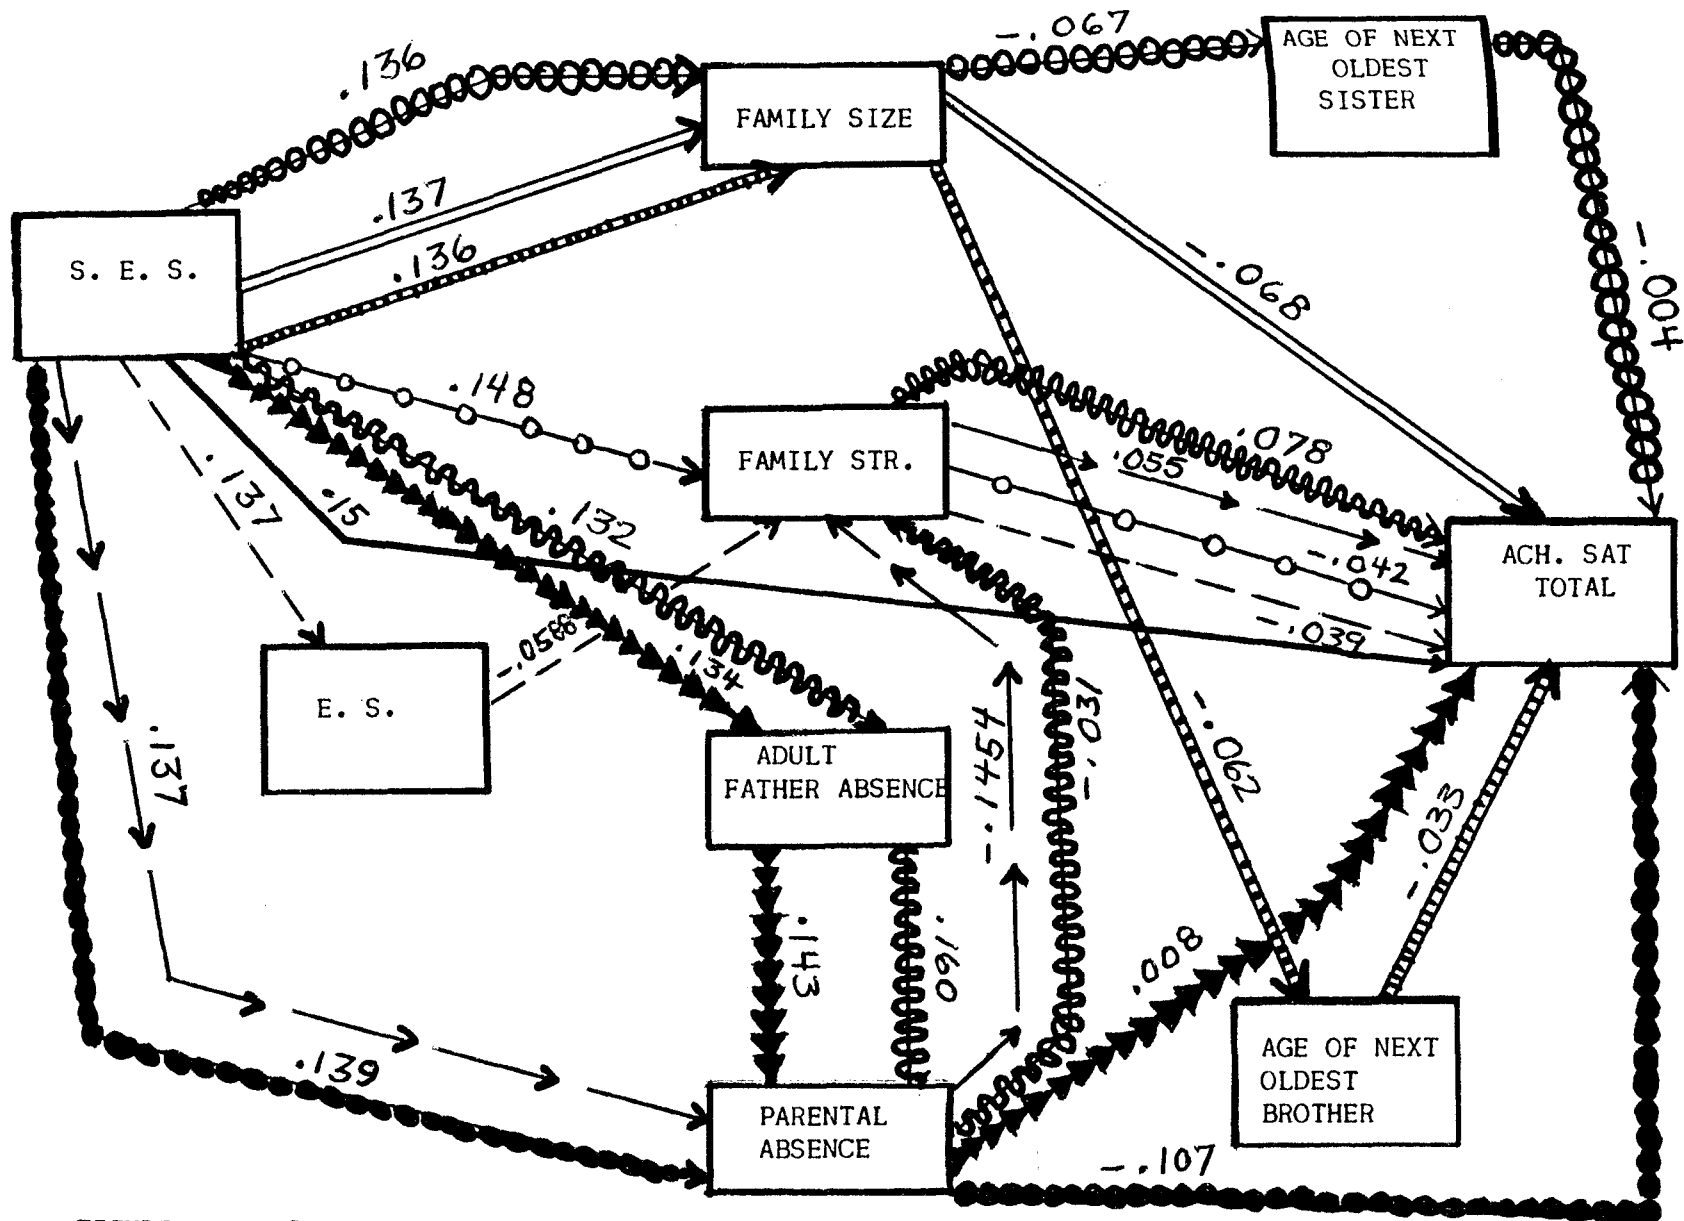 -.067
AGE OF NEXT
OLDEST
SISTER
.136
FAMILY SIZE
.137
.136
S. E. S.
-.068
-.004
.148
FAMILY STR.
.078
.055
.137
.15
.132
-.042
ACH. SAT
TOTAL
-.039
.134
E. S.
ADULT
FATHER ABSENCE
-.1454
-.031
-.062
.137
-.033
.143
.160
.008
.139
AGE OF NEXT
OLDEST
BROTHER
PARENTAL
ABSENCE
-.107